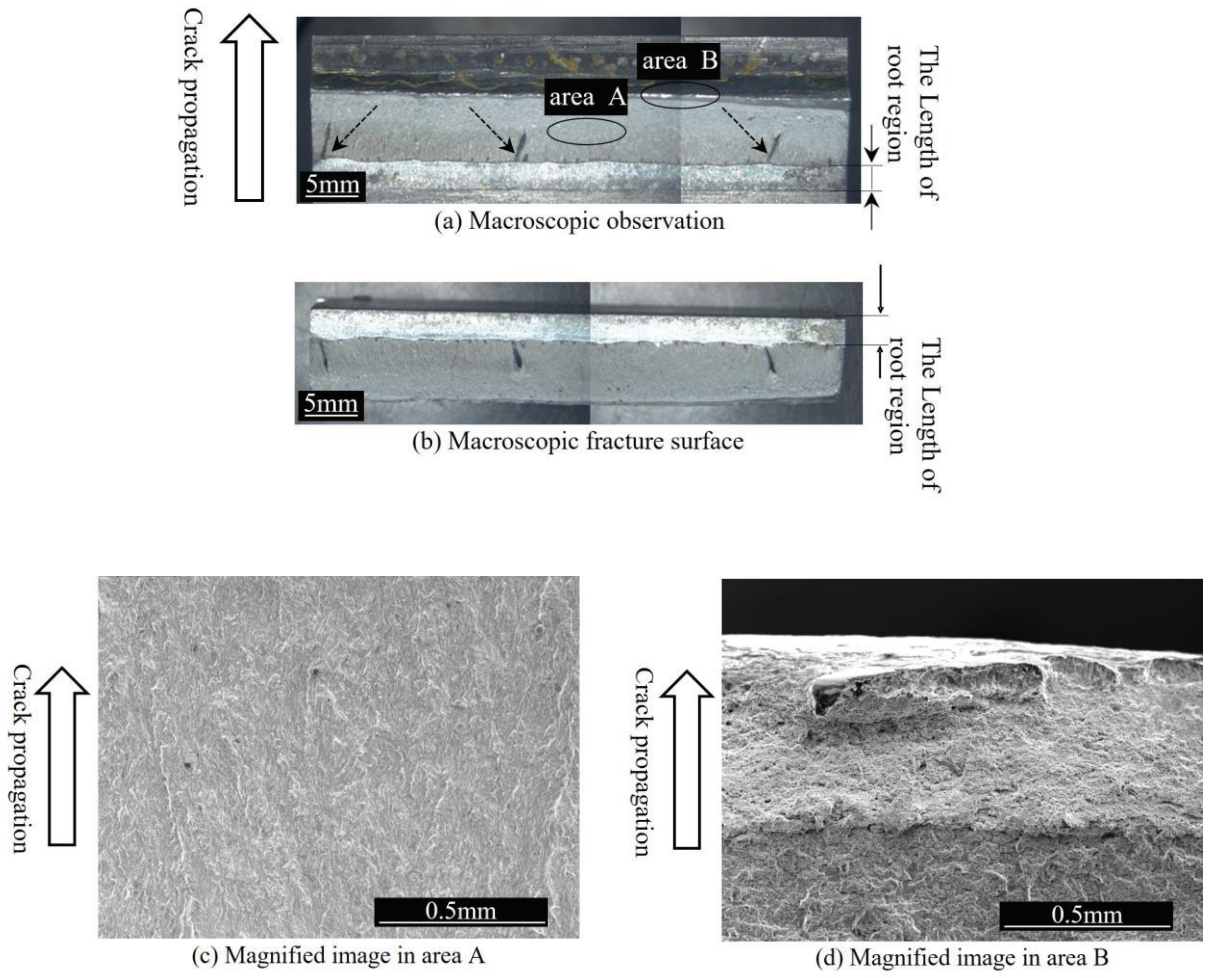 Crack propagation
area B
area A
5mm
The Length of
root region
(a) Macroscopic observation
5mm
The Length of
root region
(b) Macroscopic fracture surface
Crack propagation
0.5mm
(c) Magnified image in area A
Crack propagation
0.5mm
(d) Magnified image in area B